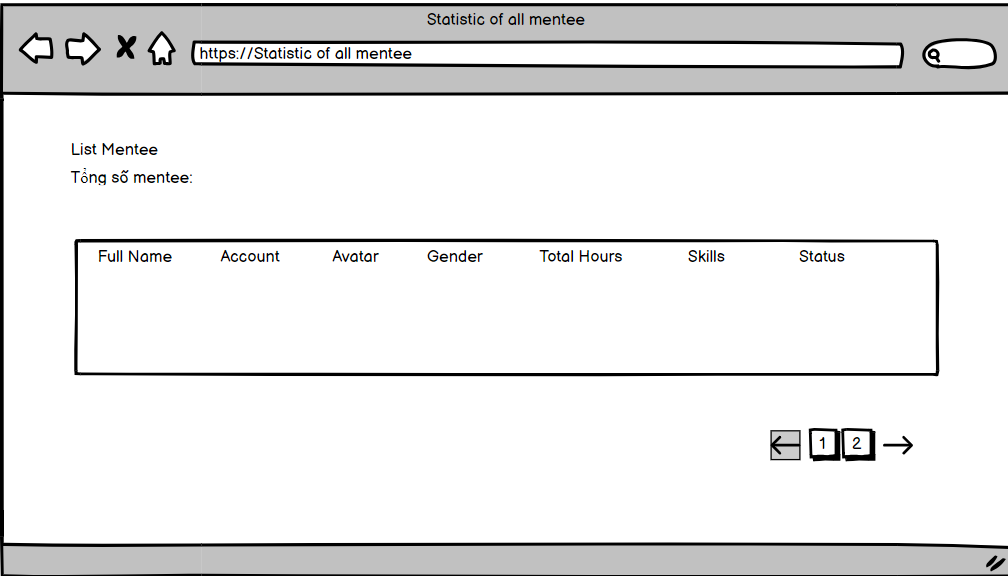 Statistic of all mentee
https://Statistic of all mentee
List Mentee
Tổng số mentee:
Full Name Account Avatar Gender Total Hours Skills Status
1 2